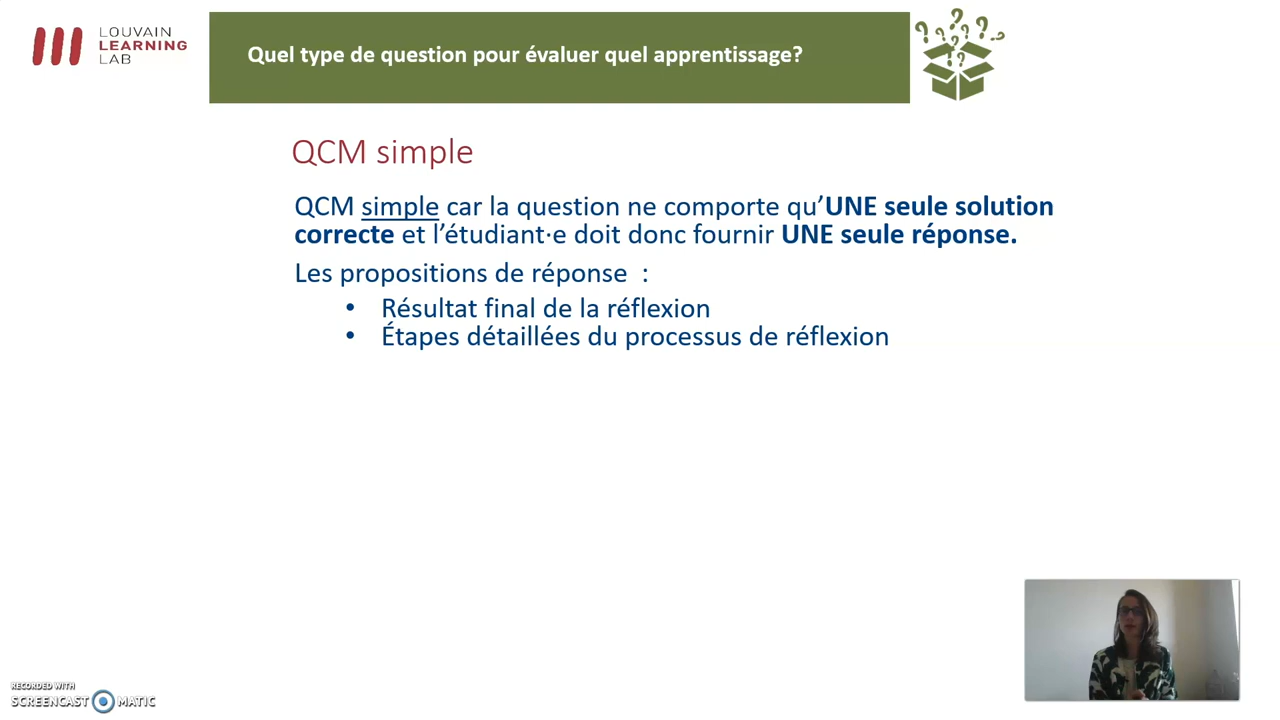 LOUVAIN
LEARNING
LAB
Quel type de question pour évaluer quel apprentissage?
QCM simple
QCM simple car la question ne comporte qu’UNE seule solution
correcte et l’étudiant·e doit donc fournir UNE seule réponse.
Les propositions de réponse :
• Résultat final de la réflexion
• Étapes détaillées du processus de réflexion
RECORDED WITH
SCREENCAST MATIC